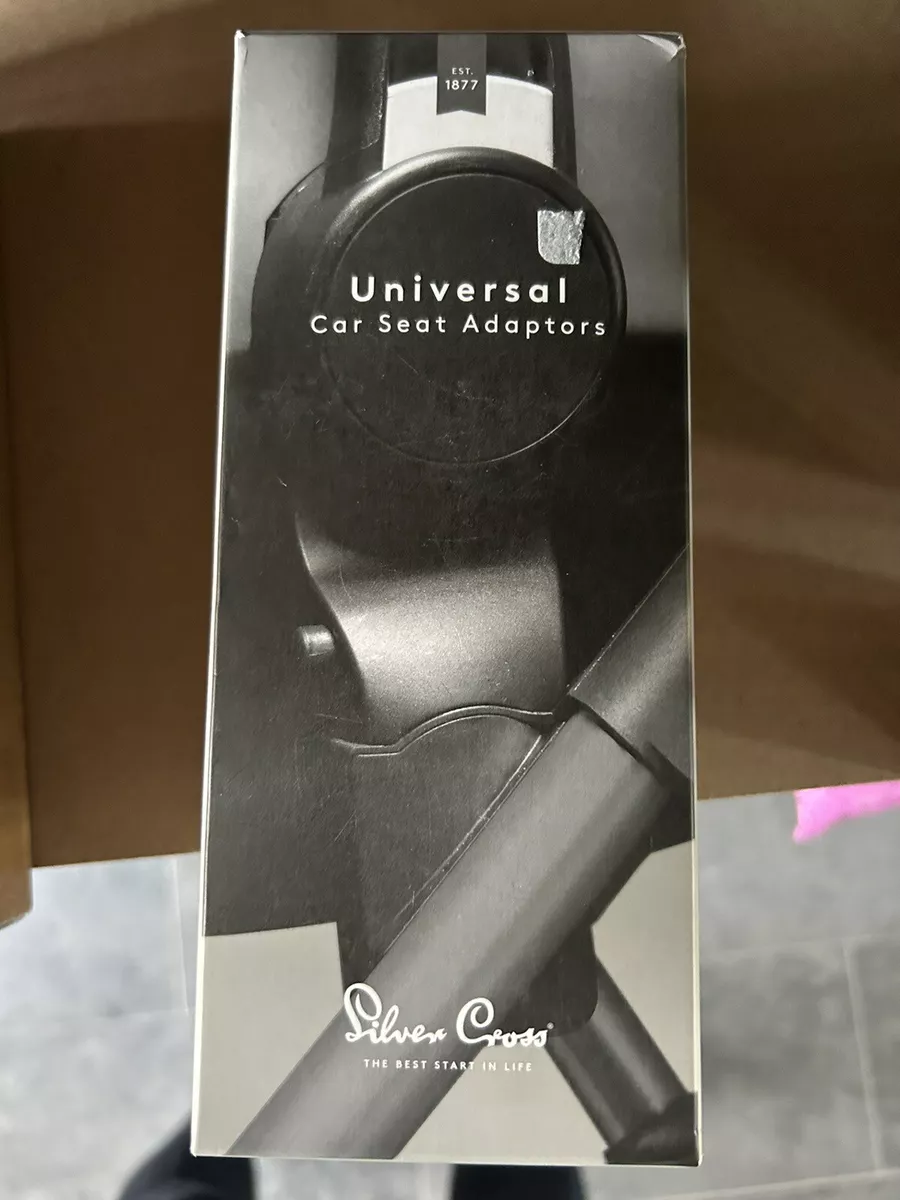 EST.
1877
Universal
Car Seat Adaptors
Silver Cross
THE BEST START IN LIFE